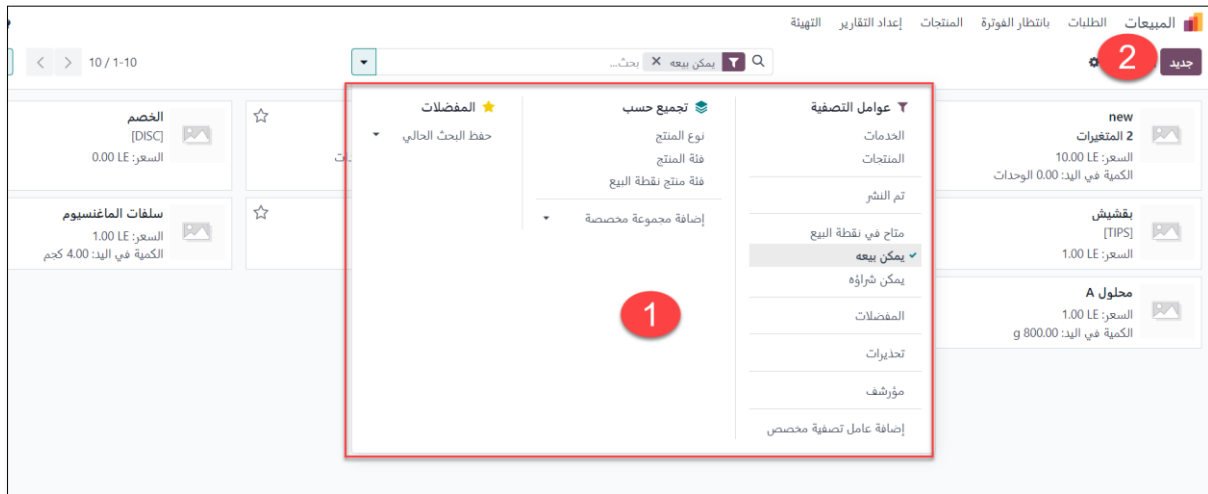 المبيعات الطلبات بانتظار الفوترة المنتجات إعداد التقارير التهيئة
جديد
2
يمكن بيعه
بحث...
10 / 1-10
عوامل التصفية
الخدمات
المنتجات
تم النشر
متاح في نقطة البيع
يمكن بيعه
يمكن شراؤه
المفضلات
تحذيرات
مؤرشف
إضافة عامل تصفية مخصص
تجميع حسب
نوع المنتج
فئة المنتج
فئة منتج نقطة البيع
إضافة مجموعة مخصصة
المفضلات
حفظ البحث الحالي
1
new
2 المتغيرات
السعر: 10.00 LE
الكمية في اليد: 0.00 الوحدات
بقشيش
[TIPS]
السعر: 1.00 LE
محلول A
السعر: 1.00 LE
الكمية في اليد: 800.00 g
الخصم
[DISC]
السعر: 0.00 LE
سلفات الماغنسيوم
السعر: 1.00 LE
الكمية في اليد: 4.00 كجم